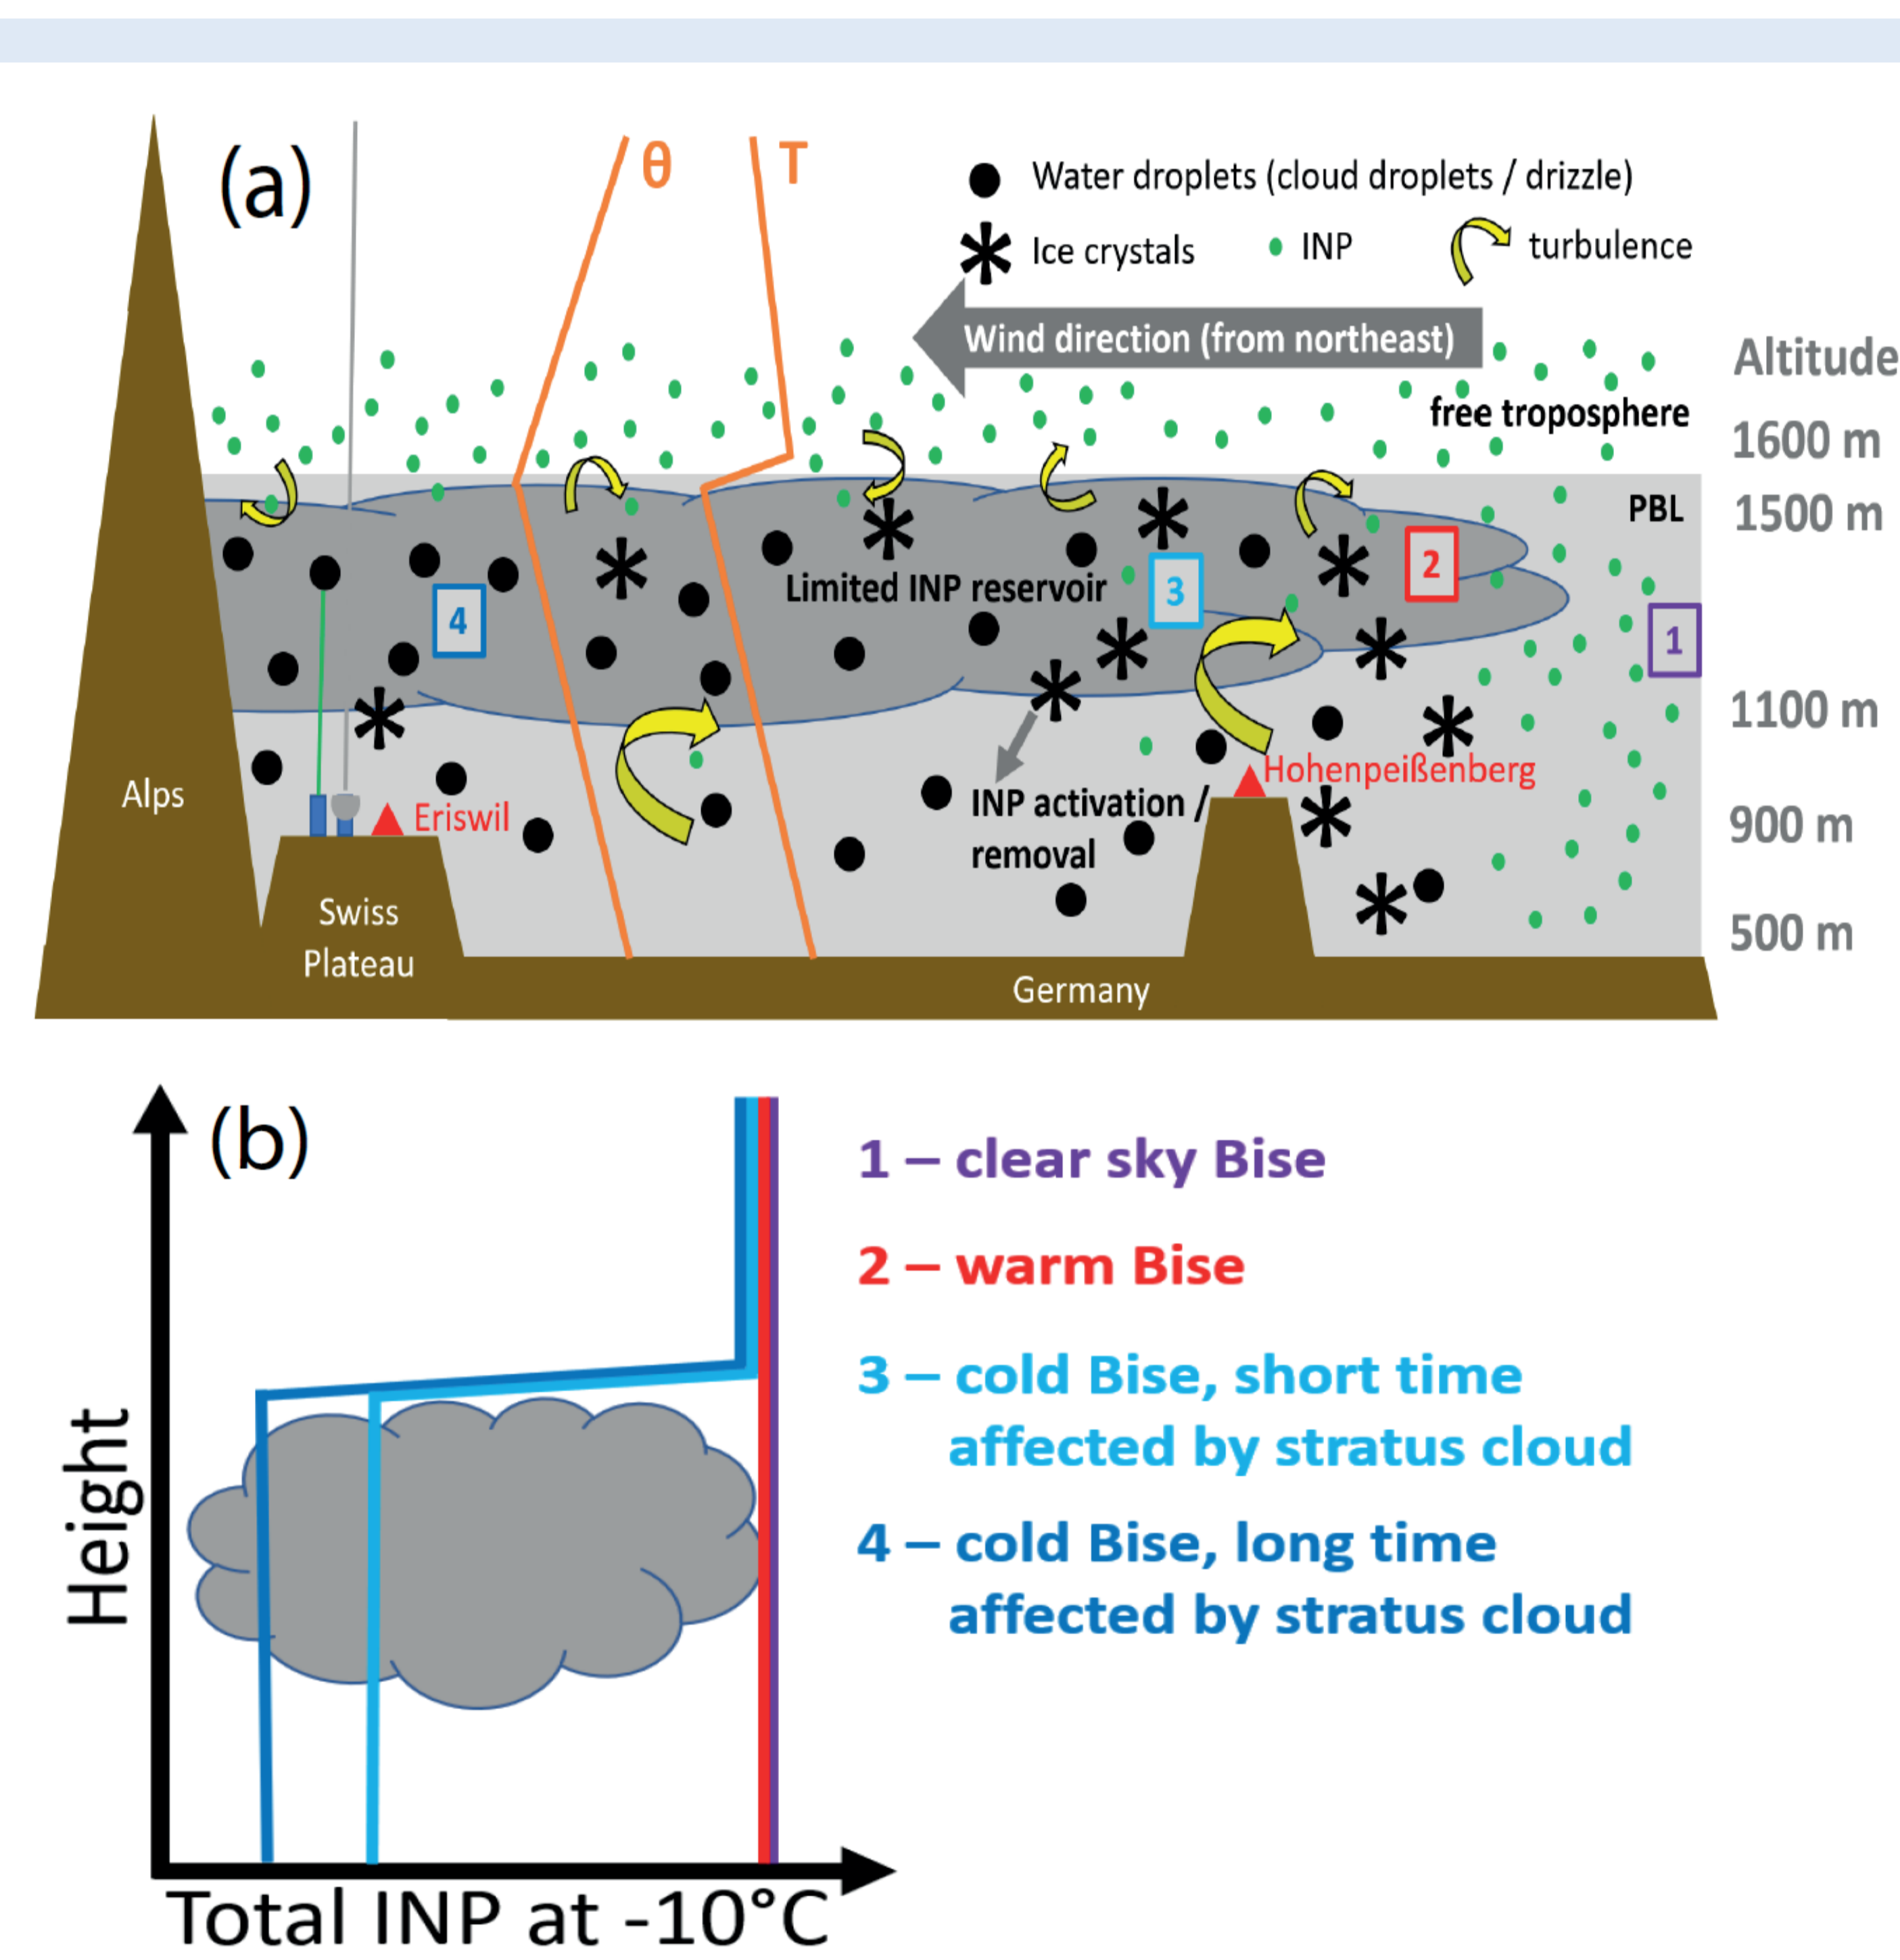 (a)
θ
T
Water droplets (cloud droplets / drizzle)
Ice crystals
INP
turbulence
Wind direction (from northeast)
Altitude
free troposphere
1600 m
PBL
1500 m
2
3
Limited INP reservoir
4
1
1100 m
Hohenpeißenberg
Alps
Eriswil
INP activation /
removal
900 m
Swiss
Plateau
500 m
Germany
(b)
1 – clear sky Bise
2 – warm Bise
3 – cold Bise, short time
affected by stratus cloud
4 – cold Bise, long time
affected by stratus cloud
Height
Total INP at -10°C